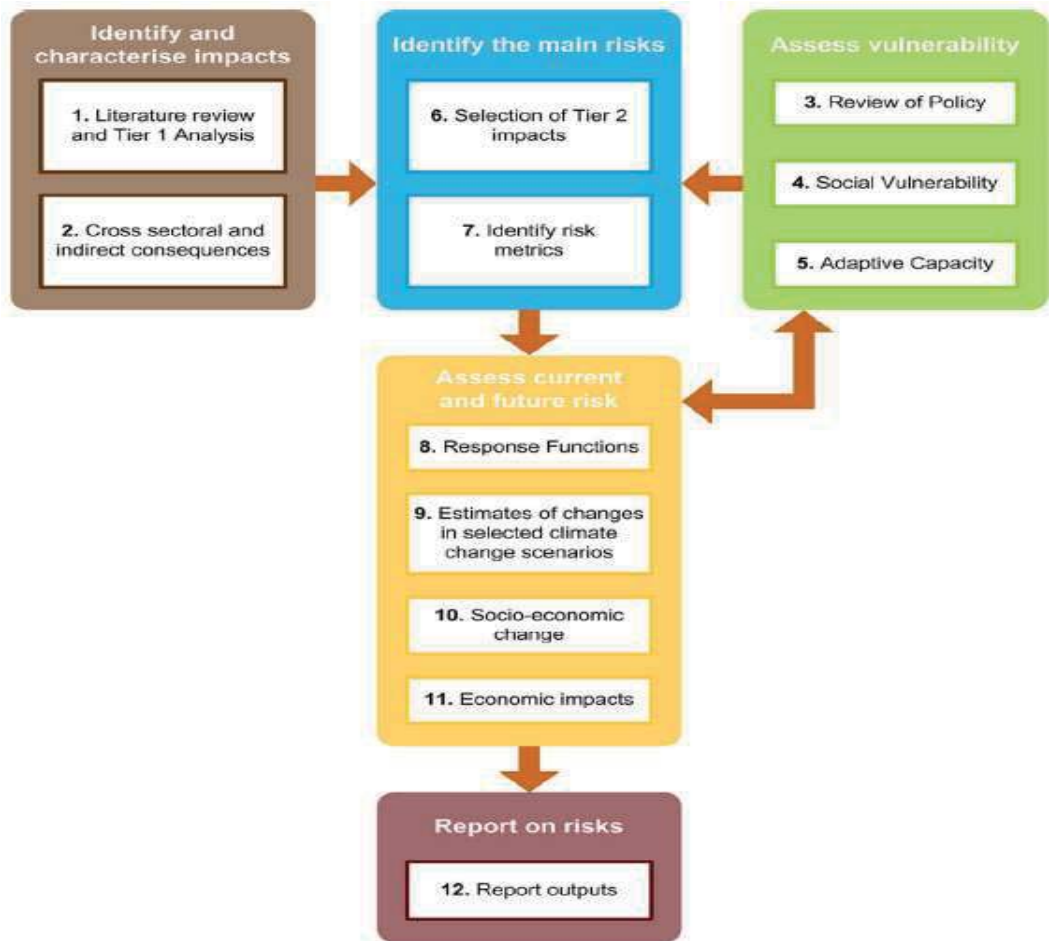 Identify and
characterise impacts
1. Literature review
and Tier 1 Analysis
2. Cross sectoral and
indirect consequences
Identify the main risks
6. Selection of Tier 2
impacts
7. Identify risk
metrics
Assess vulnerability
3. Review of Policy
4. Social Vulnerability
5. Adaptive Capacity
Assess current
and future risk
8. Response Functions
9. Estimates of changes
in selected climate
change scenarios
10. Socio-economic
change
11. Economic impacts
Report on risks
12. Report outputs